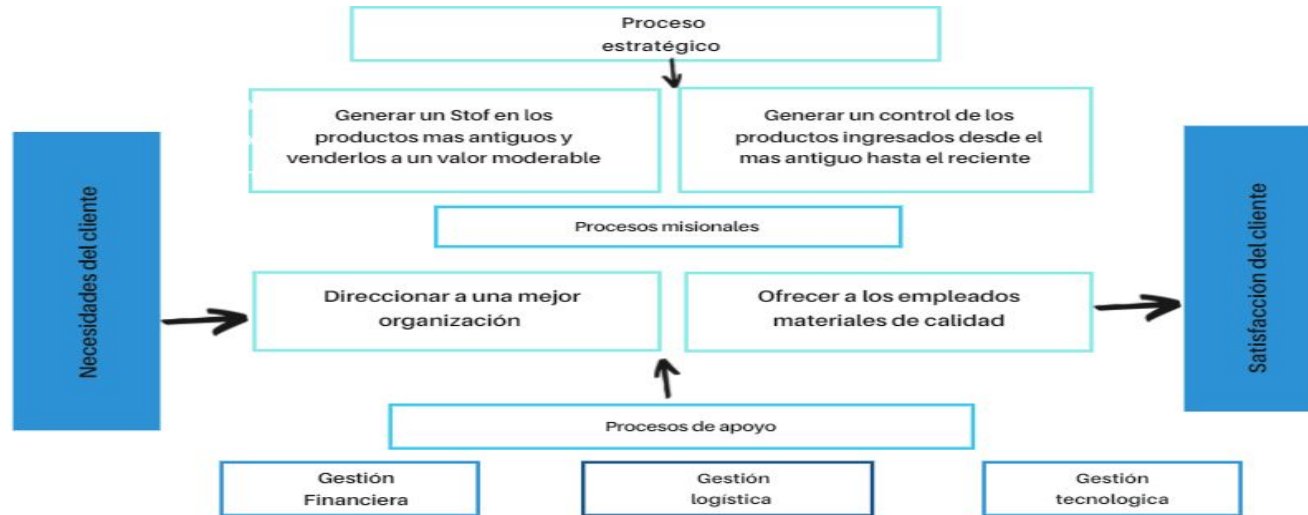 Proceso
estratégico
Generar un Stof en los
productos mas antiguos y
venderlos a un valor moderable
Generar un control de los
productos ingresados desde el
mas antiguo hasta el reciente
Necesidades del cliente
Procesos misionales
Satisfacción del cliente
Direccionar a una mejor
organización
Ofrecer a los empleados
materiales de calidad
Procesos de apoyo
Gestión
Financiera
Gestión
logística
Gestión
tecnologica